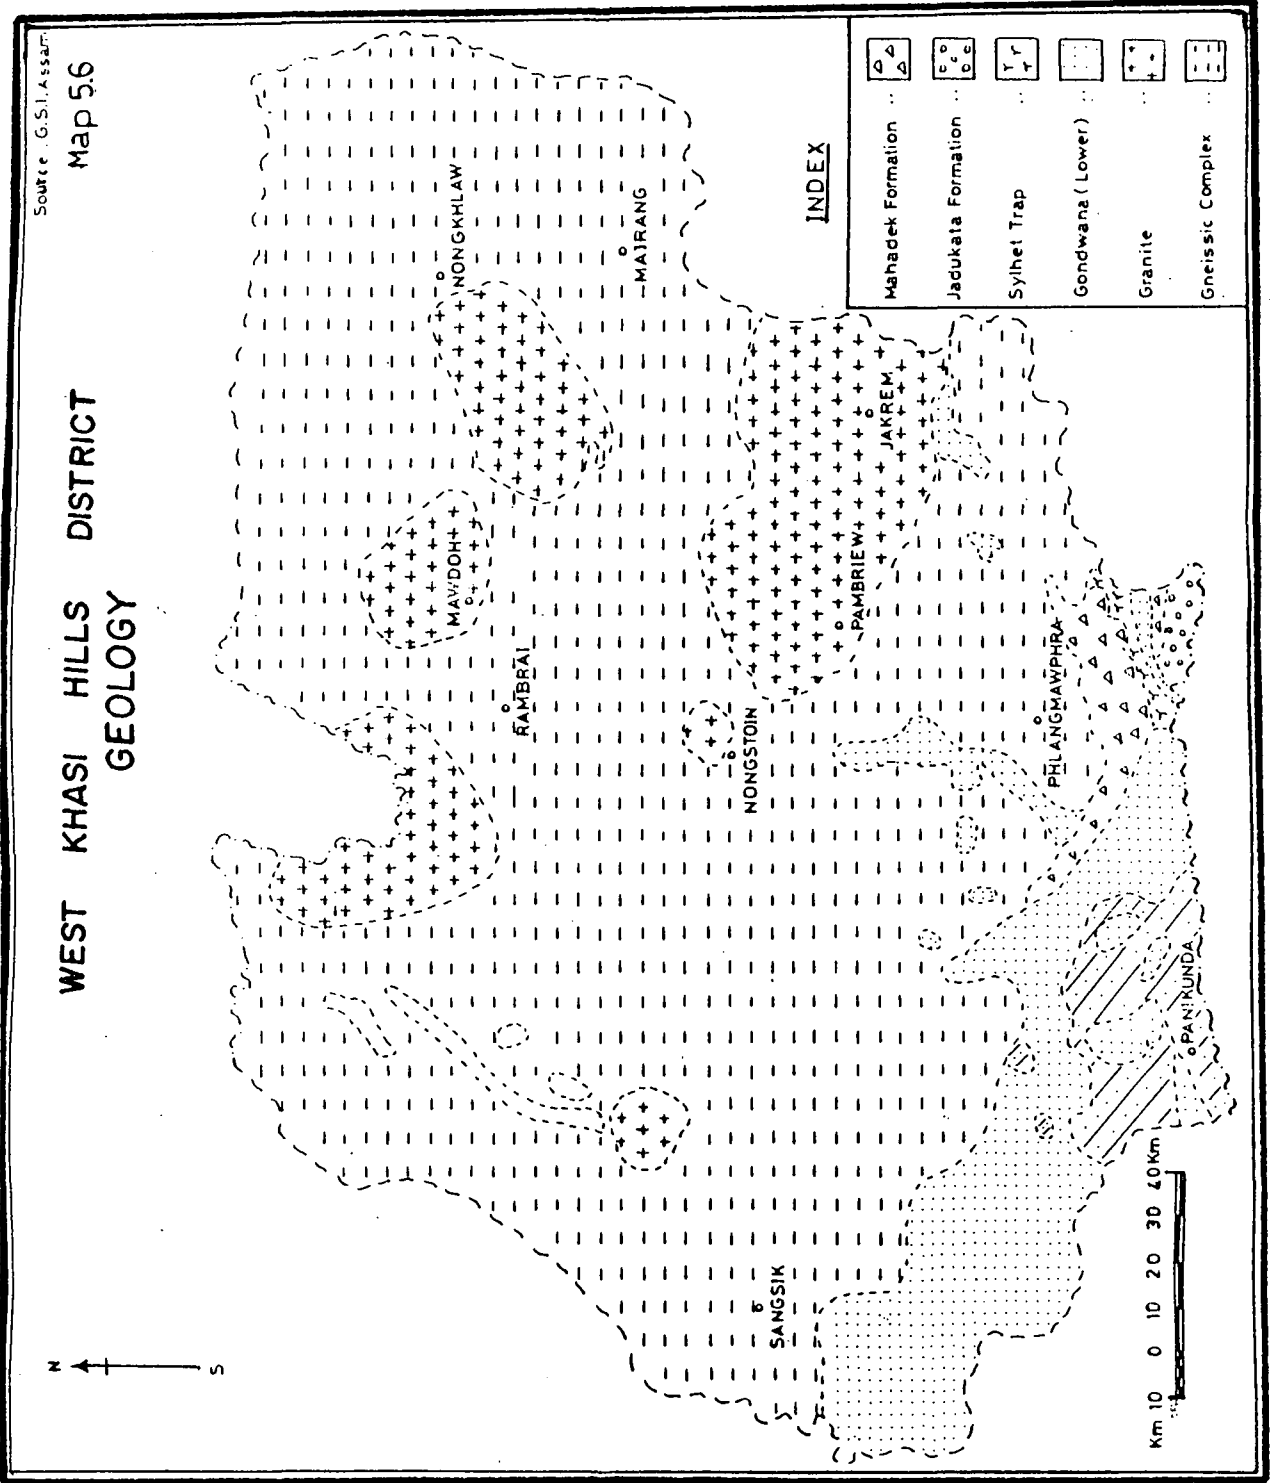 Source . G.S.I. Assam
Map 5.6
WEST KHASI HILLS DISTRICT
GEOLOGY
N
S
NONGKHLAW
MAIRANG
MAWDOH
RAMBRAI
JAKREM
PAMBRIEW
NONGSTOIN
PHLANGMAWPHRA
PANIKUNDA
SANGSIK
INDEX
Mahadek Formation ..
Jadukata Formation ..
Sylhet Trap ..
Gondwana (Lower) ..
Granite ..
Gneissic Complex ..
Km 10 0 10 20 30 40 Km